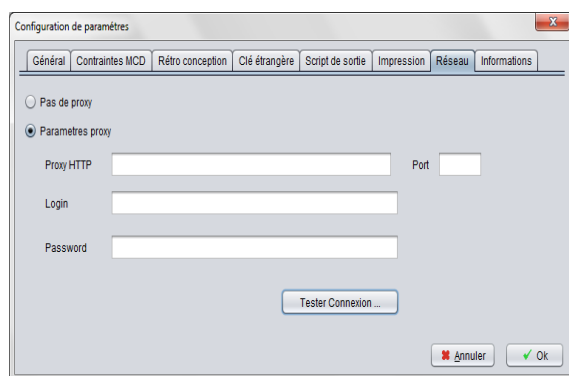 Configuration de paramétres
Général Contraintes MCD Rétro conception Clé étrangère Script de sortie Impression Réseau Informations
Pas de proxy
Parametres proxy
Proxy HTTP Port
Login
Password
Tester Connexion ...
Annuler Ok